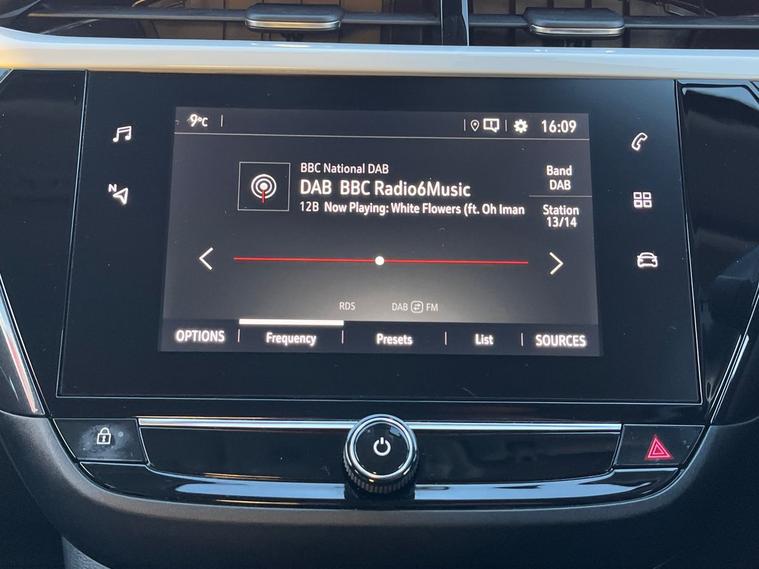 9°C
16:09
N
BBC National DAB
DAB BBC Radio6Music
12B Now Playing: White Flowers (ft. Oh Iman
Band
DAB
Station
13/14
RDS
DAB FM
OPTIONS
Frequency
Presets
List
SOURCES